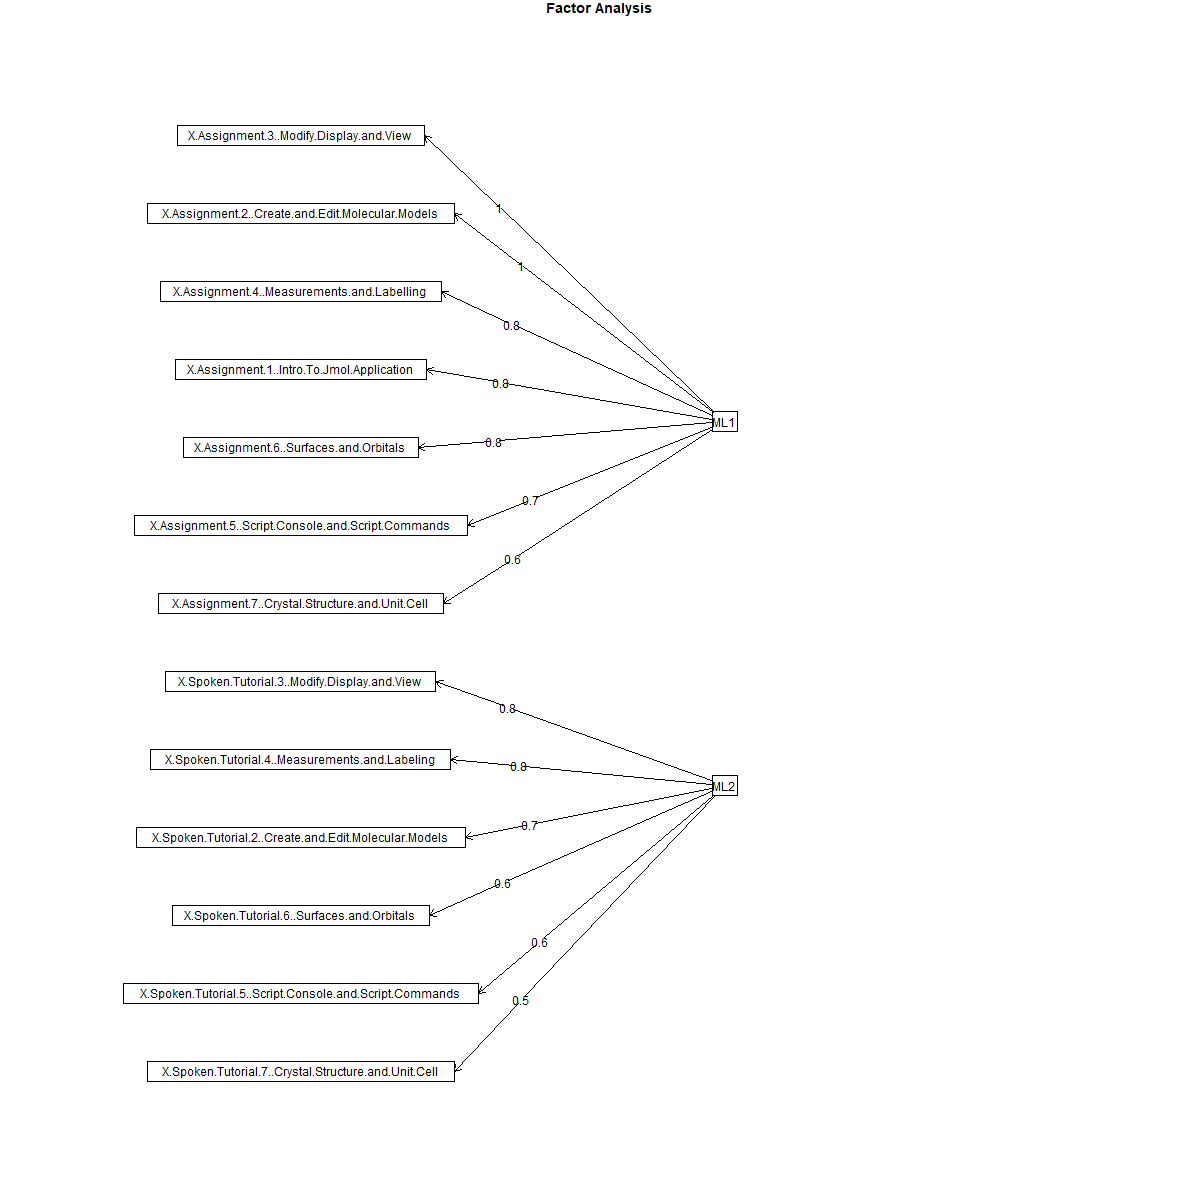 Factor Analysis
X.Assignment.3..Modify.Display.and.View
1
X.Assignment.2..Create.and.Edit.Molecular.Models
1
X.Assignment.4..Measurements.and.Labelling
0.8
X.Assignment.1..Intro.To.Jmol.Application
0.8
ML1
X.Assignment.6..Surfaces.and.Orbitals
0.8
X.Assignment.5..Script.Console.and.Script.Commands
0.7
X.Assignment.7..Crystal.Structure.and.Unit.Cell
0.6
X.Spoken.Tutorial.3..Modify.Display.and.View
0.8
X.Spoken.Tutorial.4..Measurements.and.Labeling
0.8
ML2
X.Spoken.Tutorial.2..Create.and.Edit.Molecular.Models
0.7
X.Spoken.Tutorial.6..Surfaces.and.Orbitals
0.6
X.Spoken.Tutorial.5..Script.Console.and.Script.Commands
0.6
X.Spoken.Tutorial.7..Crystal.Structure.and.Unit.Cell
0.5